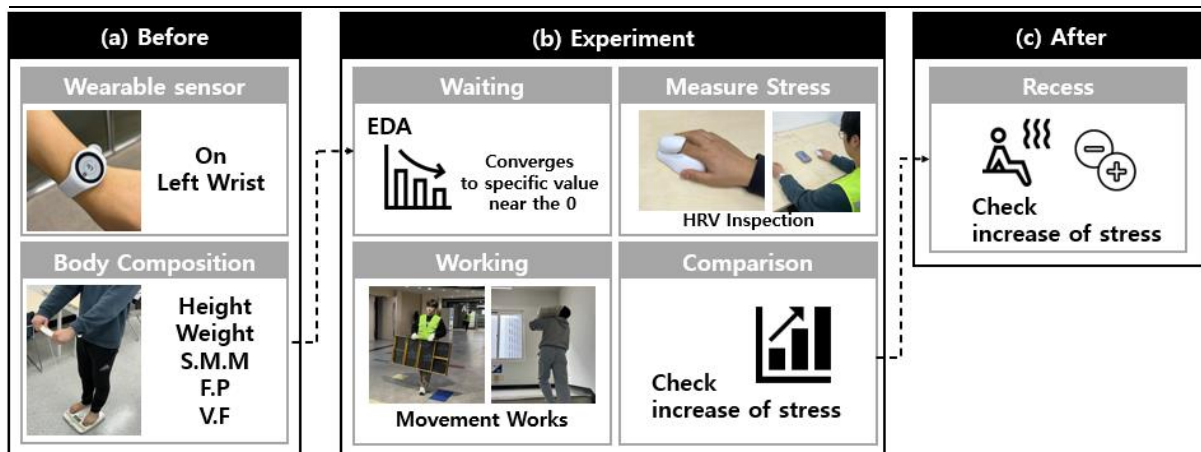 (a) Before
Wearable sensor
On
Left Wrist
Body Composition
Height
Weight
S.M.M
F.P
V.F
(b) Experiment
Waiting
EDA
Converges
to specific value
near the 0
Measure Stress
HRV Inspection
Working
Movement Works
Comparison
Check
increase of stress
(c) After
Recess
Check
increase of stress